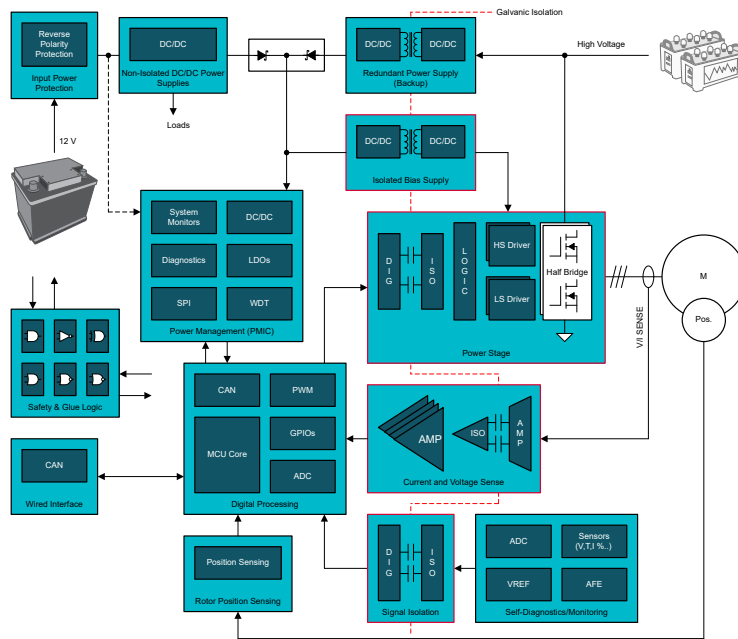 Galvanic Isolation
Reverse
Polarity
Protection
Input Power
Protection
DC/DC
Non-Isolated DC/DC Power
Supplies
DC/DC
DC/DC
Redundant Power Supply
(Backup)
High Voltage
Loads
12 V
DC/DC
DC/DC
Isolated Bias Supply
System
Monitors
DC/DC
Diagnostics
LDOs
SPI
WDT
Power Management (PMIC)
DIG
ISO
LOGIC
HS Driver
LS Driver
Half Bridge
Power Stage
M
Pos.
V/I SENSE
Safety & Glue Logic
CAN
PWM
MCU Core
GPIOs
ADC
Digital Processing
AMP
ISO
AMP
Current and Voltage Sense
CAN
Wired Interface
Position Sensing
Rotor Position Sensing
DIG
ISO
Signal Isolation
ADC
Sensors
(V,T,I %..)
VREF
AFE
Self-Diagnostics/Monitoring